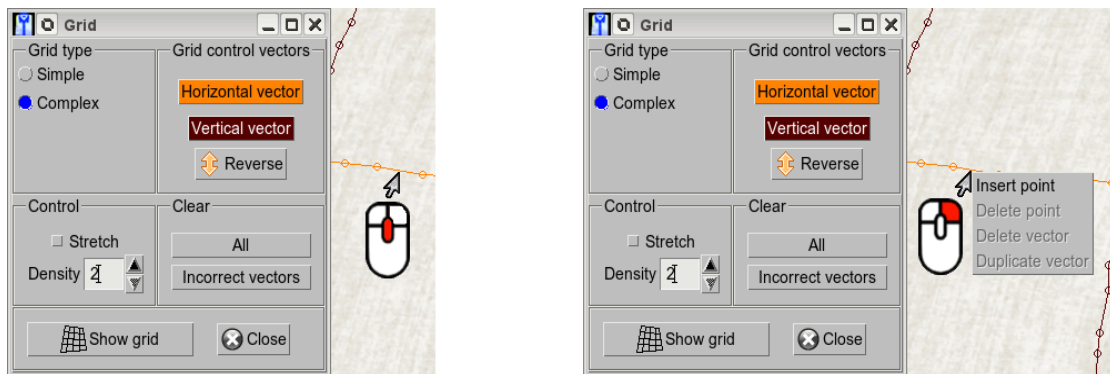 Grid
Grid type
Grid control vectors
Simple
Complex
Horizontal vector
Vertical vector
Reverse
Control
Clear
Stretch
All
Density 2
Incorrect vectors
Show grid
Close
Grid
Grid type
Grid control vectors
Simple
Complex
Horizontal vector
Vertical vector
Reverse
Insert point
Delete point
Delete vector
Duplicate vector
Control
Clear
Stretch
All
Density 2
Incorrect vectors
Show grid
Close